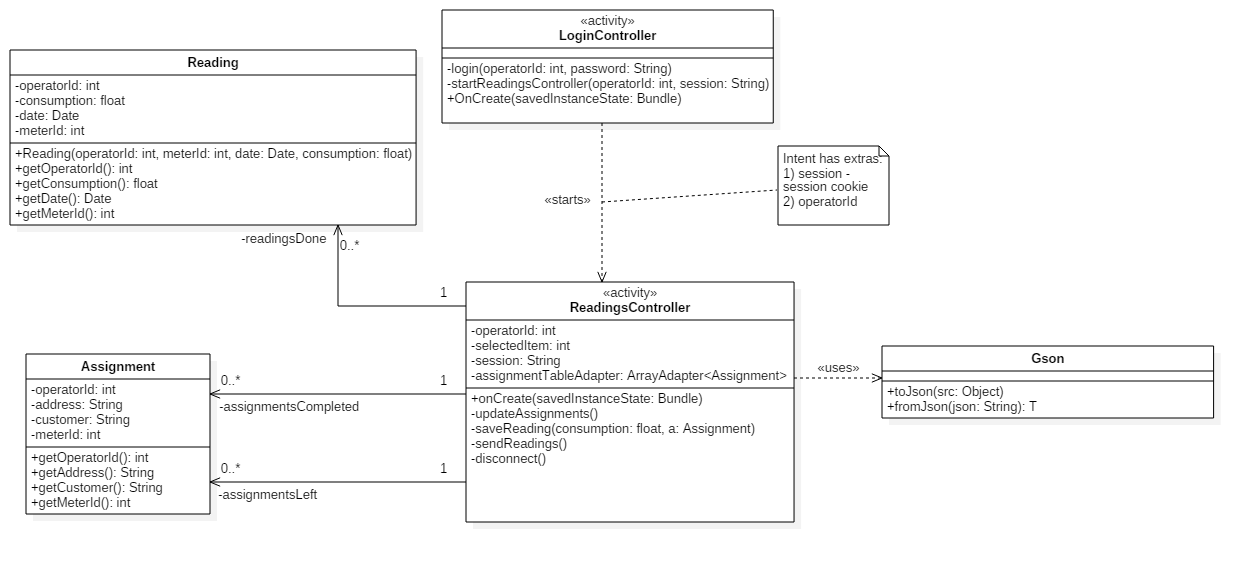 «activity»
LoginController
-login(operatorId: int, password: String)
-startReadingsController(operatorId: int, session: String)
+OnCreate(savedInstanceState: Bundle)
Reading
-operatorId: int
-consumption: float
-date: Date
-meterId: int
+Reading(operatorId: int, meterId: int, date: Date, consumption: float)
+getOperatorId(): int
+getConsumption(): float
+getDate(): Date
+getMeterId(): int
Intent has extras:
1) session -
session cookie
2) operatorId
«starts»
-readingsDone
0..*
1
«activity»
ReadingsController
-operatorId: int
-selectedItem: int
-session: String
-assignmentTableAdapter: ArrayAdapter<Assignment>
+onCreate(savedInstanceState: Bundle)
-updateAssignments()
-saveReading(consumption: float, a: Assignment)
-sendReadings()
-disconnect()
«uses»
Gson
+toJson(src: Object)
+fromJson(json: String): T
Assignment
-operatorId: int
-address: String
-customer: String
-meterId: int
+getOperatorId(): int
+getAddress(): String
+getCustomer(): String
+getMeterId(): int
0..*
1
-assignmentsCompleted
0..*
1
-assignmentsLeft